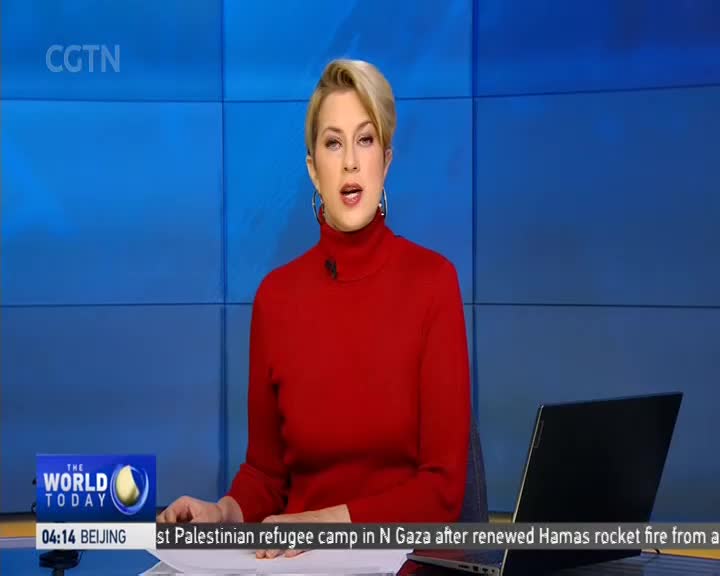 CGTN
THE
WORLD
TODAY
04:14 BEIJING
st Palestinian refugee camp in N Gaza after renewed Hamas rocket fire from a